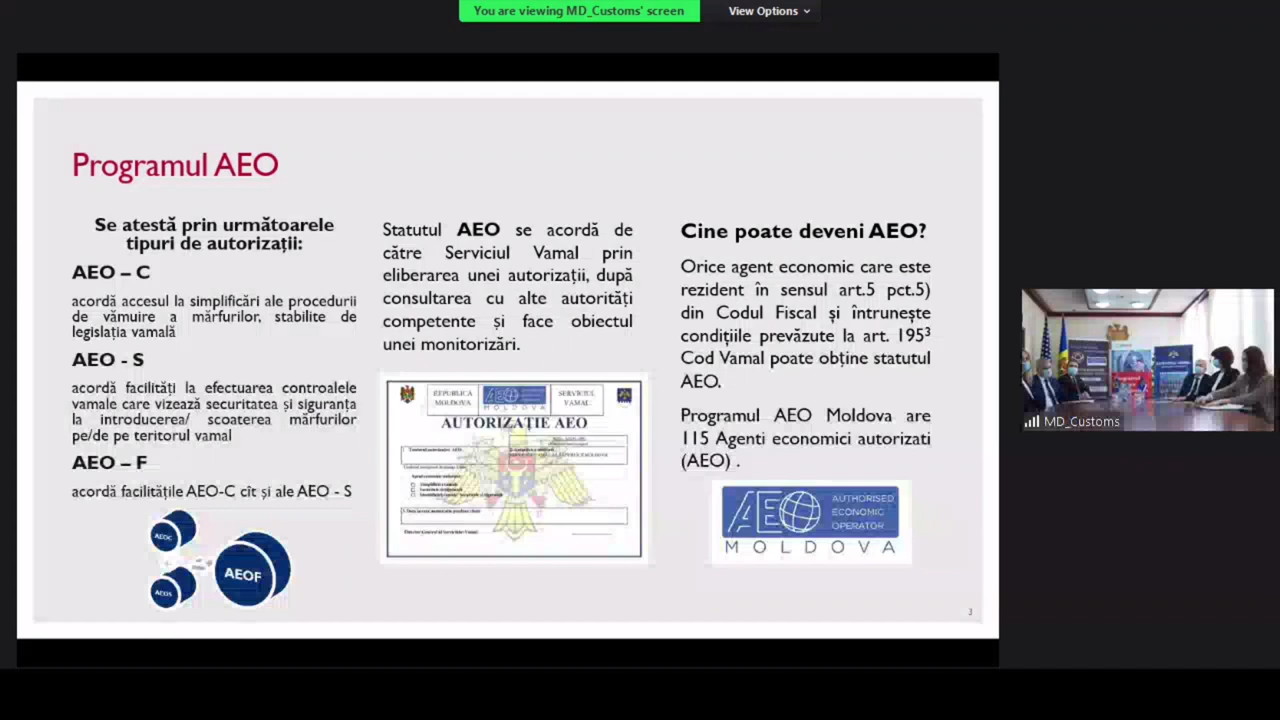 You are viewing MD_Customs' screen
View Options
Programul AEO
Se atestă prin următoarele
tipuri de autorizații:
AEO – C
acordă accesul la simplificări ale procedurii
de vămuire a mărfurilor, stabilite de
legislația vamală
AEO - S
acordă facilități la efectuarea controalele
vamale care vizează securitatea și siguranța
la introducerea/ scoaterea mărfurilor
pe/de pe teritorul vamal
AEO – F
acordă facilitățile AEO-C cît și ale AEO - S
AEOC
AEOS
AEOF
Statutul AEO se acordă de
către Serviciul Vamal prin
eliberarea unei autorizații, după
consultarea cu alte autorități
competente și face obiectul
unei monitorizări.
REPUBLICA
MOLDOVA
AEO
MOLDOVA
SERVICIUL
VAMAL
AUTORIZAȚIE AEO
Cine poate deveni AEO?
Orice agent economic care este
rezident în sensul art.5 pct.5)
din Codul Fiscal și întrunește
condițiile prevăzute la art. 195³
Cod Vamal poate obține statutul
AEO.
Programul AEO Moldova are
115 Agenti economici autorizati
(AEO) .
AEO
AUTHORISED
ECONOMIC
OPERATOR
MOLDOVA
3
MD_Customs